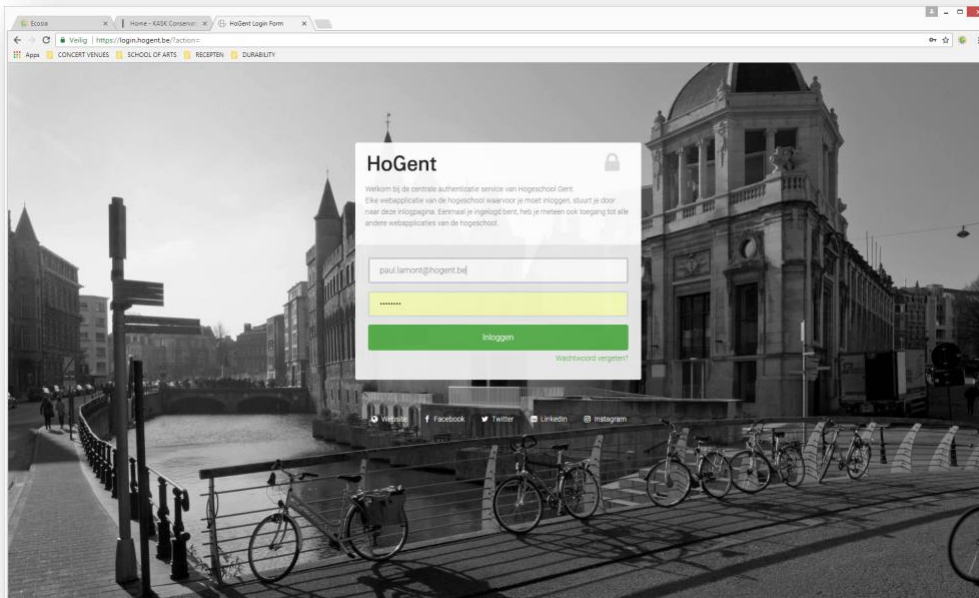 Ecosia
Home - KASK Conservat
HoGent Login Form
Veilig | https://login.hogent.be/?action=
Apps CONCERT VENUES SCHOOL OF ARTS RECEPTEN DURABILITY
HoGent
Welkom bij de centrale authenticatie service van Hogeschool Gent.
Elke webapplicatie van de hogeschool waarvoor je moet inloggen, stuurt je door
naar deze inlogpagina. Eenmaal je ingelogd bent, heb je meteen ook toegang tot alle
andere webapplicaties van de hogeschool.
paul.lamont@hogent.be
Inloggen
Wachtwoord vergeten?
Website Facebook Twitter Linkedin Instagram